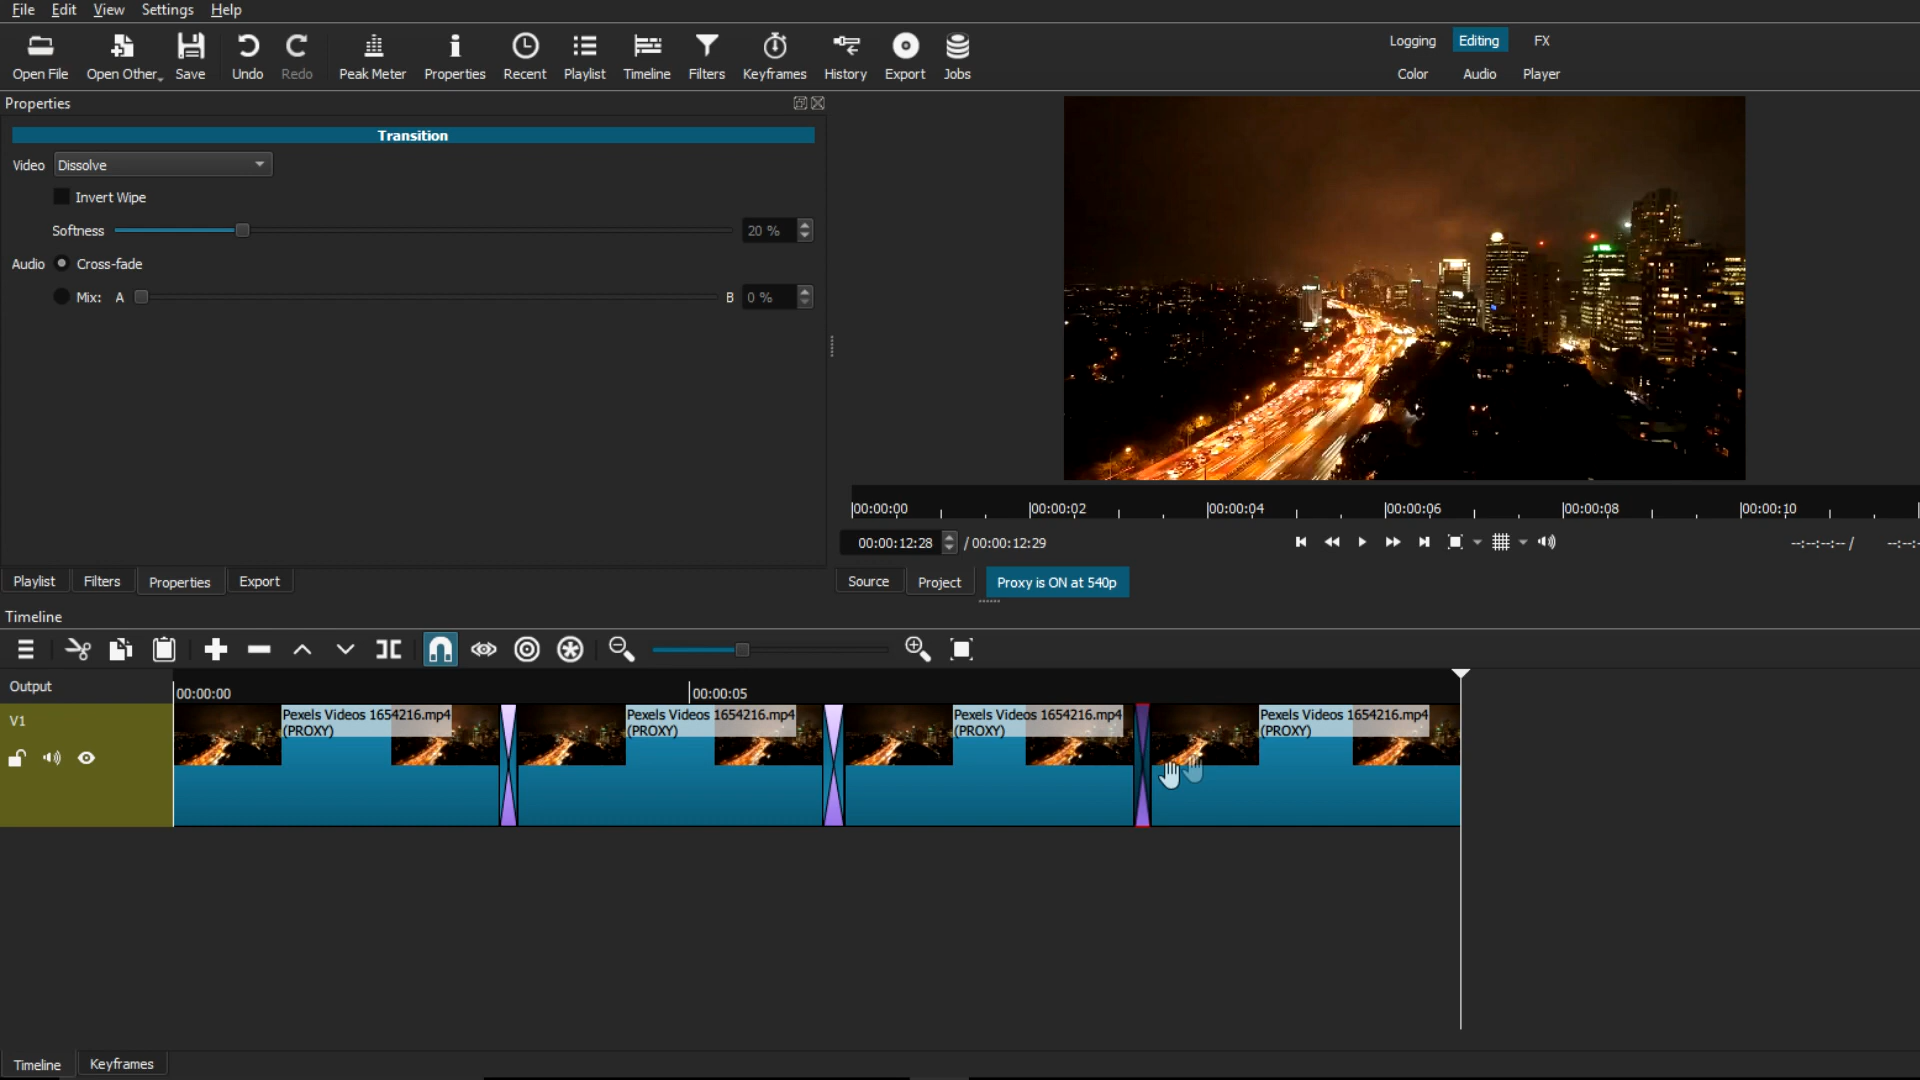 File Edit View Settings Help
Open File Open Other Save Undo Redo Peak Meter Properties Recent Playlist Timeline Filters Keyframes History Export Jobs
Logging Editing FX
Color Audio Player
Properties
Transition
Video Dissolve
Invert Wipe
Softness 20 %
Audio Cross-fade
Mix: A B 0 %
00:00:00 00:00:02 00:00:04 00:00:06 00:00:08 00:00:10
00:00:12:28 / 00:00:12:29 --:--:--:-- / --:--:-
Playlist Filters Properties Export
Source Project Proxy is ON at 540p
Timeline
Output
00:00:00 00:00:05
V1
Pexels Videos 1654216.mp4 Pexels Videos 1654216.mp4 Pexels Videos 1654216.mp4 Pexels Videos 1654216.mp4
(PROXY) (PROXY) (PROXY) (PROXY)
Timeline Keyframes